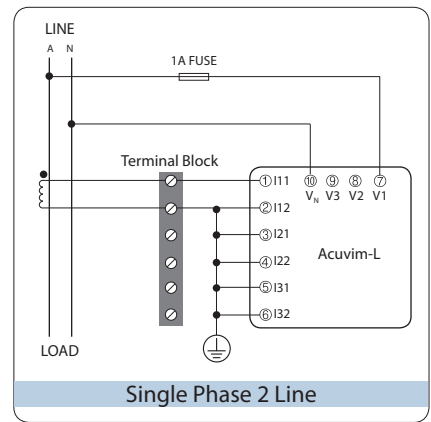 LINE
A N
1A FUSE
Terminal Block
①I11 ⑩ ⑨ ⑧ ⑦
VN V3 V2 V1
②I12
③I21
④I22 Acuvim-L
⑤I31
⑥I32
LOAD
Single Phase 2 Line